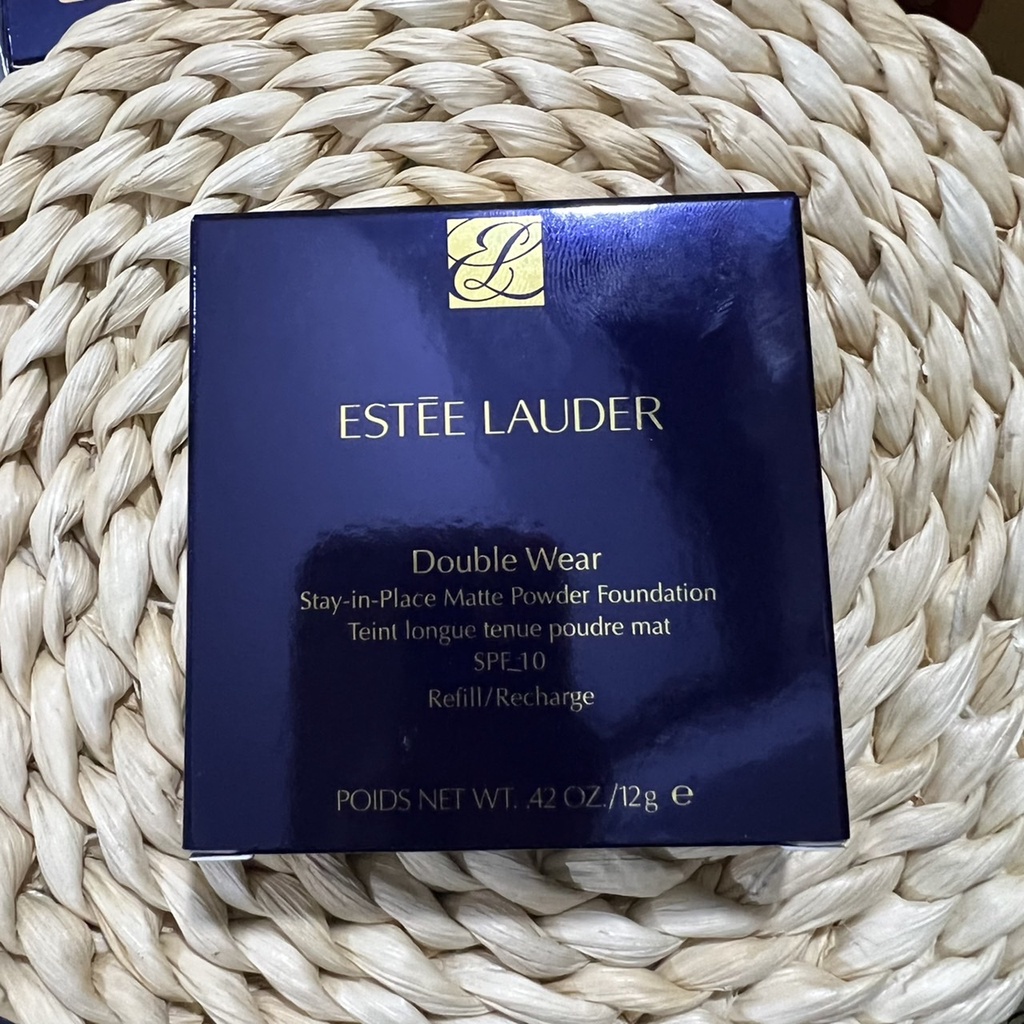 EL
ESTĒE LAUDER
Double Wear
Stay-in-Place Matte Powder Foundation
Teint longue tenue poudre mat
SPF 10
Refill/Recharge
POIDS NET WT. .42 OZ./12g ℮